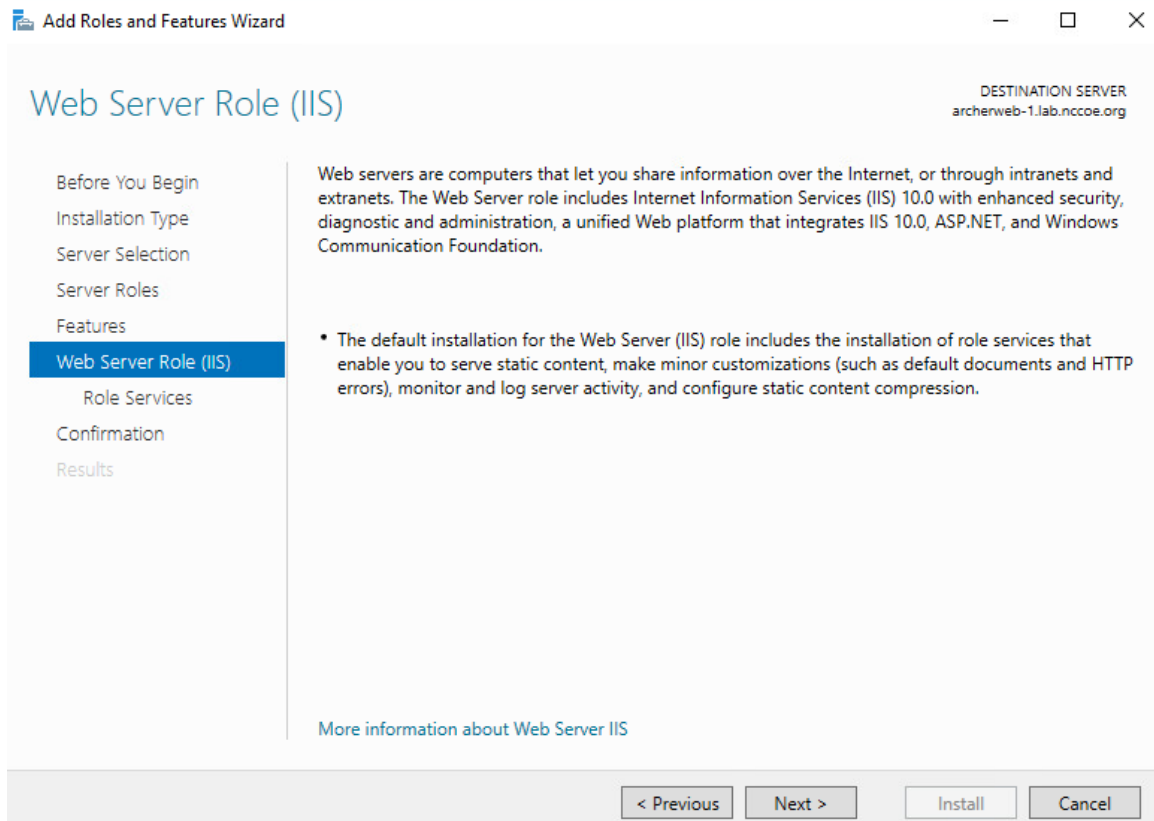 Add Roles and Features Wizard
Web Server Role (IIS)
DESTINATION SERVER
archerweb-1.lab.nccoe.org
Before You Begin
Installation Type
Server Selection
Server Roles
Features
Web Server Role (IIS)
Role Services
Confirmation
Results
Web servers are computers that let you share information over the Internet, or through intranets and
extranets. The Web Server role includes Internet Information Services (IIS) 10.0 with enhanced security,
diagnostic and administration, a unified Web platform that integrates IIS 10.0, ASP.NET, and Windows
Communication Foundation.
• The default installation for the Web Server (IIS) role includes the installation of role services that
enable you to serve static content, make minor customizations (such as default documents and HTTP
errors), monitor and log server activity, and configure static content compression.
More information about Web Server IIS
< Previous
Next >
Install
Cancel